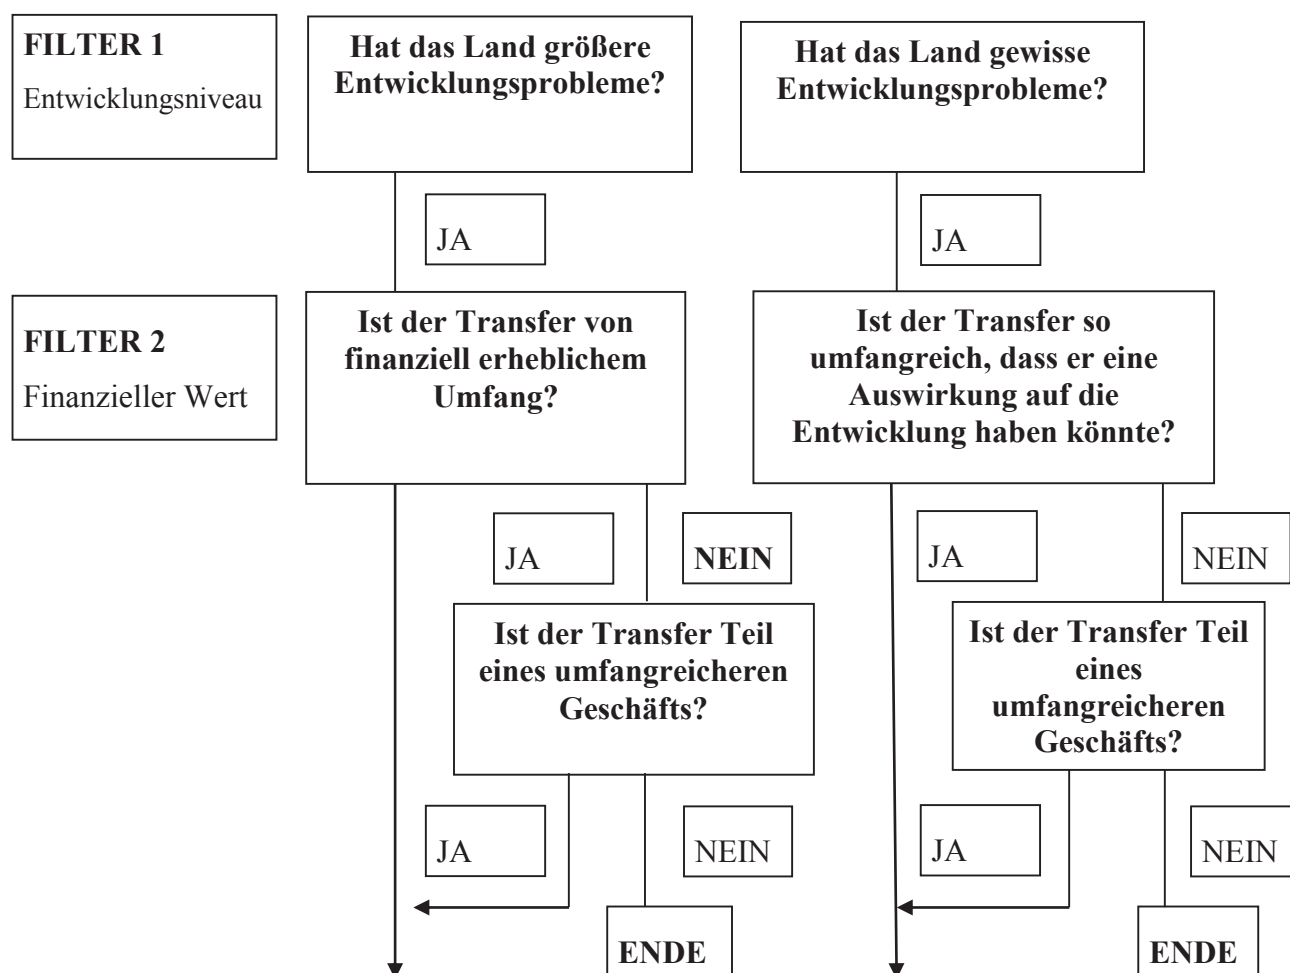 FILTER 1
Entwicklungsniveau
Hat das Land größere
Entwicklungsprobleme?
Hat das Land gewisse
Entwicklungsprobleme?
JA
JA
FILTER 2
Finanzieller Wert
Ist der Transfer von
finanziell erheblichem
Umfang?
Ist der Transfer so
umfangreich, dass er eine
Auswirkung auf die
Entwicklung haben könnte?
JA
NEIN
JA
NEIN
Ist der Transfer Teil
eines umfangreicheren
Geschäfts?
Ist der Transfer Teil
eines
umfangreicheren
Geschäfts?
JA
NEIN
JA
NEIN
ENDE
ENDE